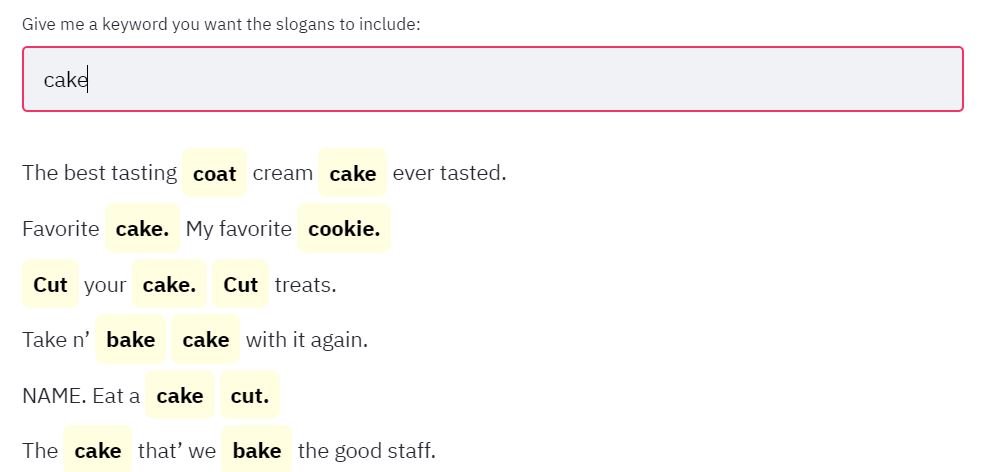 Give me a keyword you want the slogans to include:
cake
The best tasting coat cream cake ever tasted.
Favorite cake. My favorite cookie.
Cut your cake. Cut treats.
Take n’ bake cake with it again.
NAME. Eat a cake cut.
The cake that’ we bake the good staff.